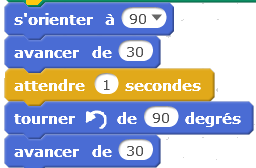 s'orienter à 90
avancer de 30
attendre 1 secondes
tourner de 90 degrés
avancer de 30